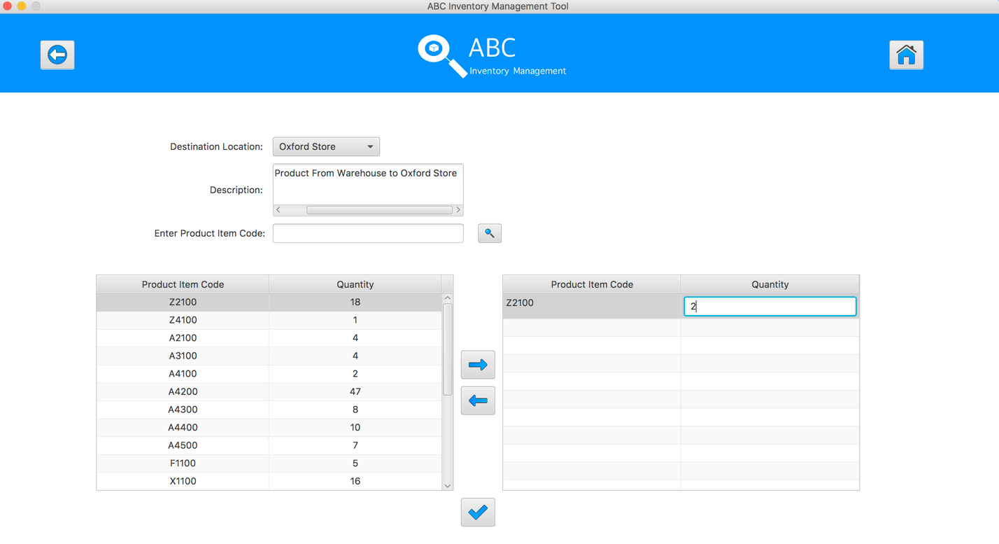 ABC Inventory Management Tool
ABC
Inventory Management
Destination Location: Oxford Store
Product From Warehouse to Oxford Store
Description:
Enter Product Item Code:
Product Item Code Quantity
Z2100 18
Z4100 1
A2100 4
A3100 4
A4100 2
A4200 47
A4300 8
A4400 10
A4500 7
F1100 5
X1100 16
Product Item Code Quantity
Z2100 2